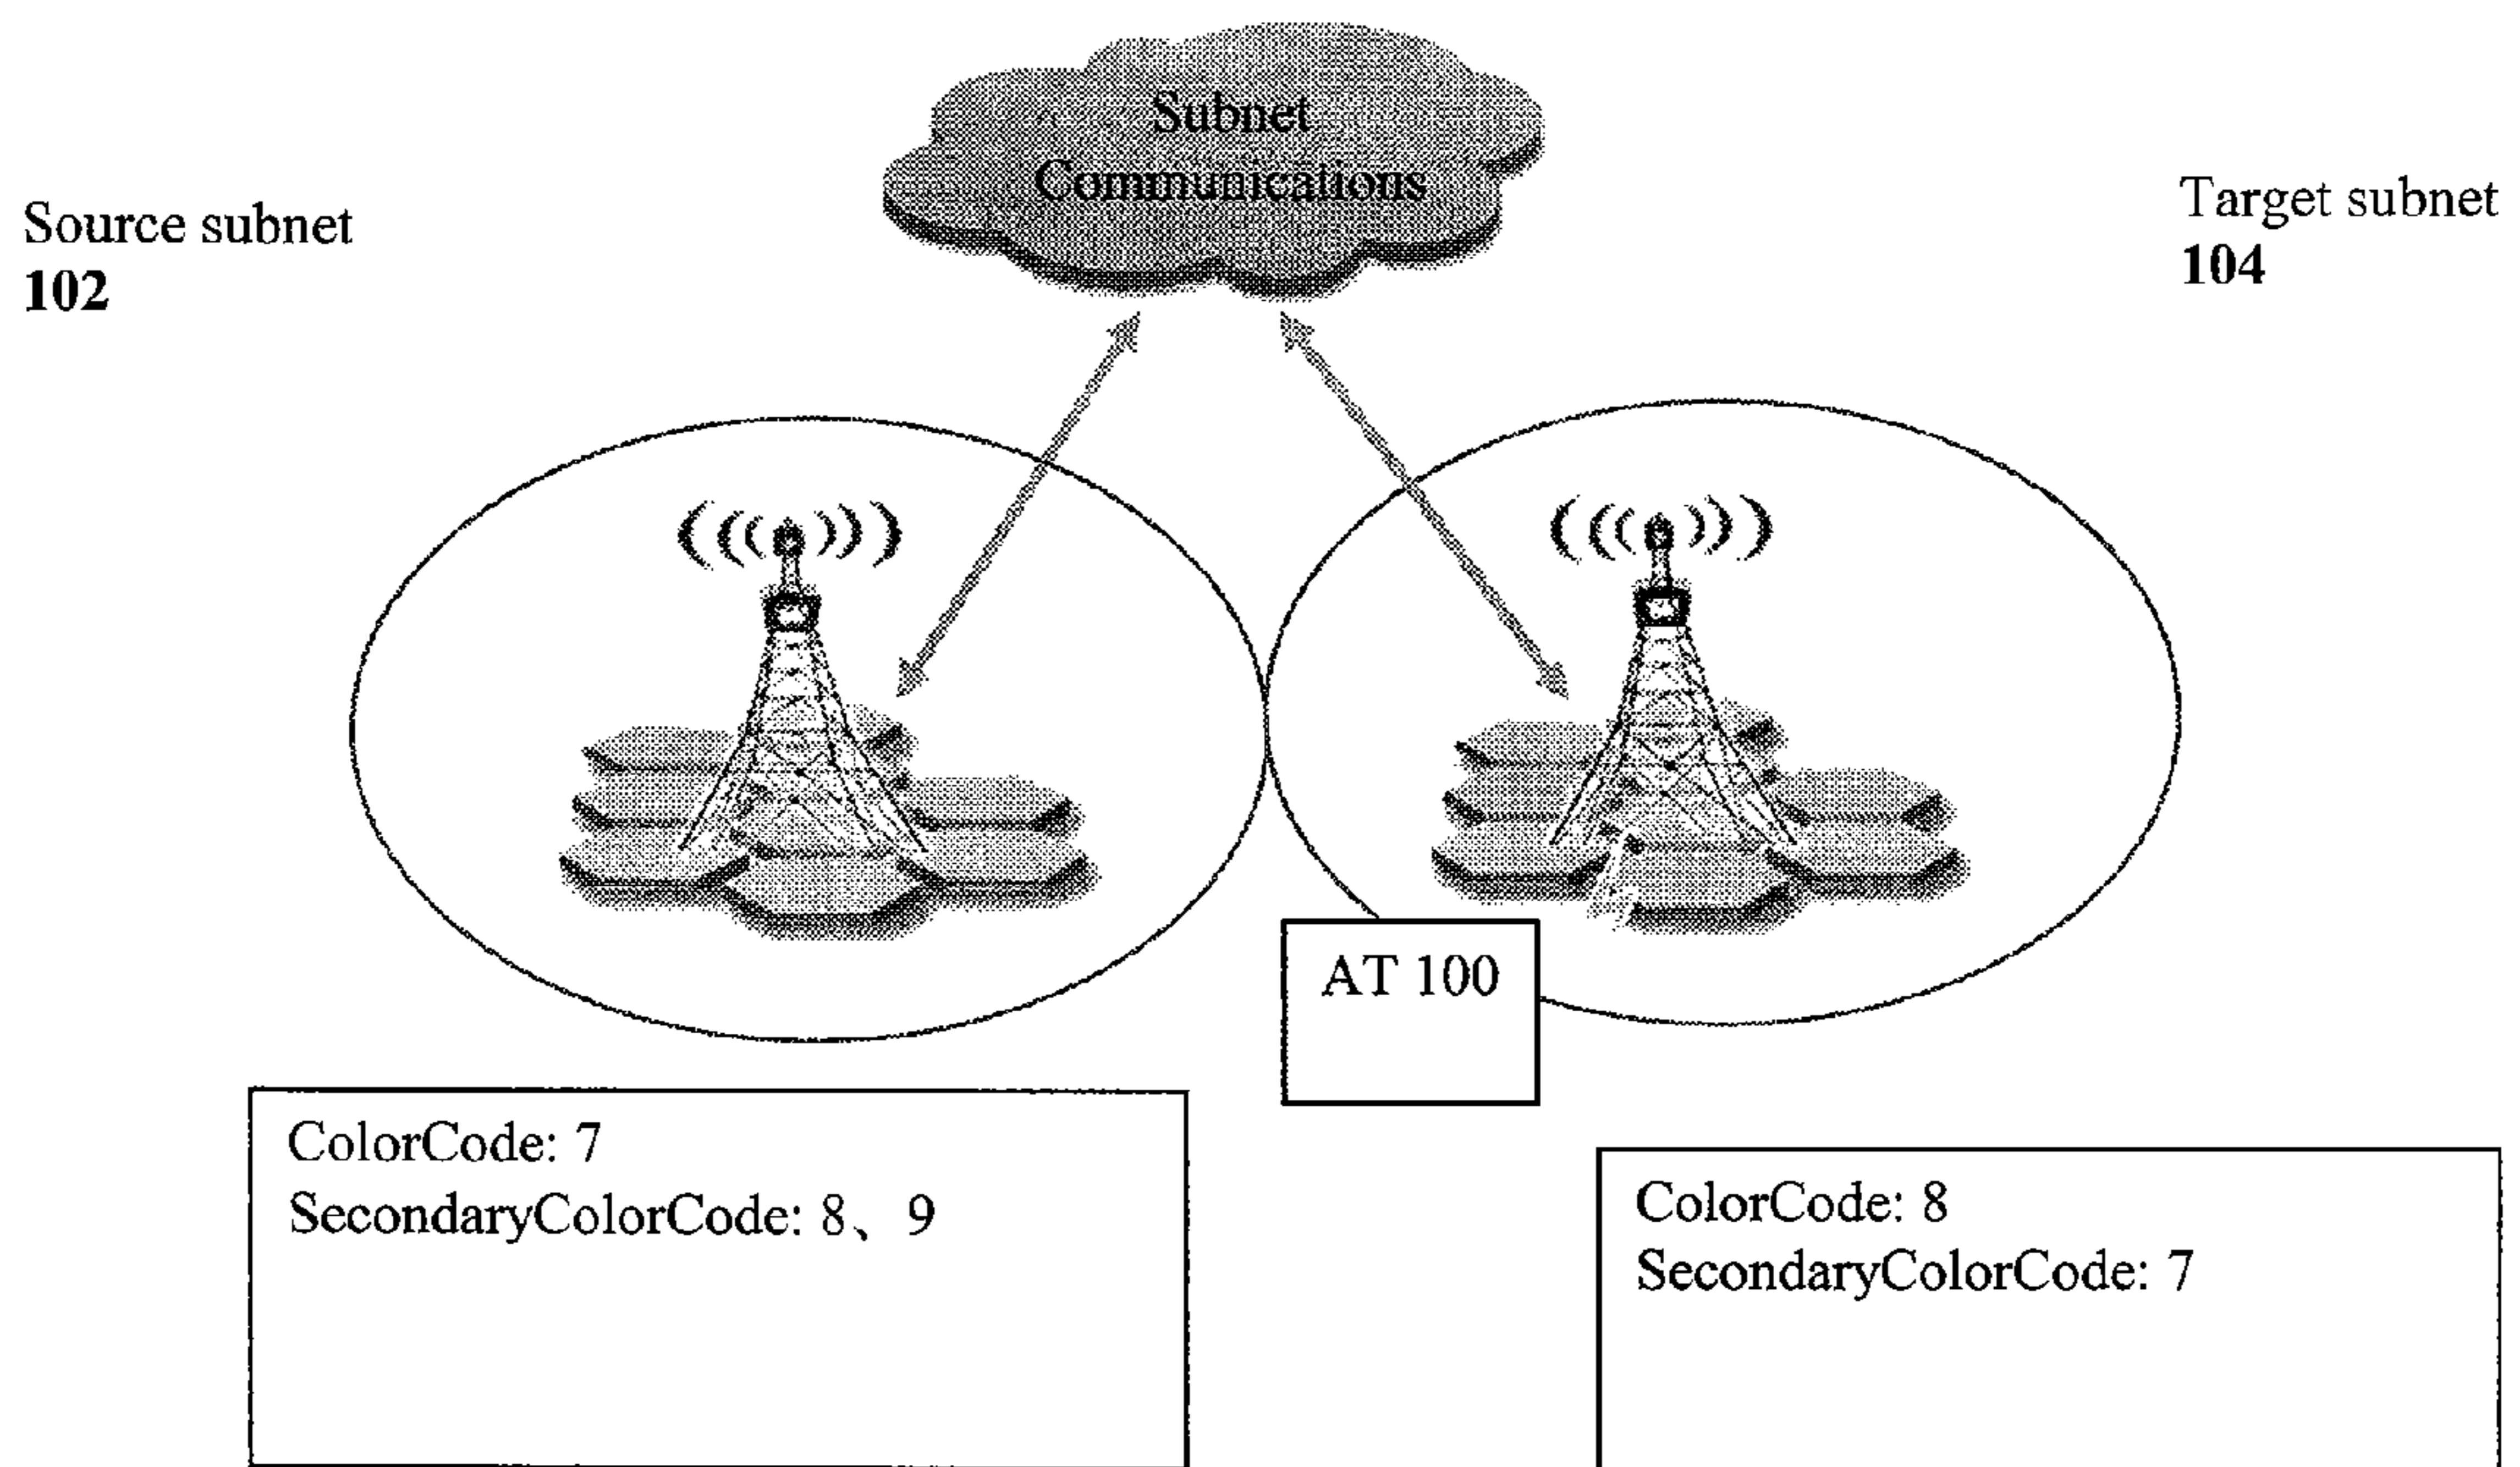 Subnet
Communications
Source subnet
102
Target subnet
104
AT 100
ColorCode: 7
SecondaryColorCode: 8、9
ColorCode: 8
SecondaryColorCode: 7